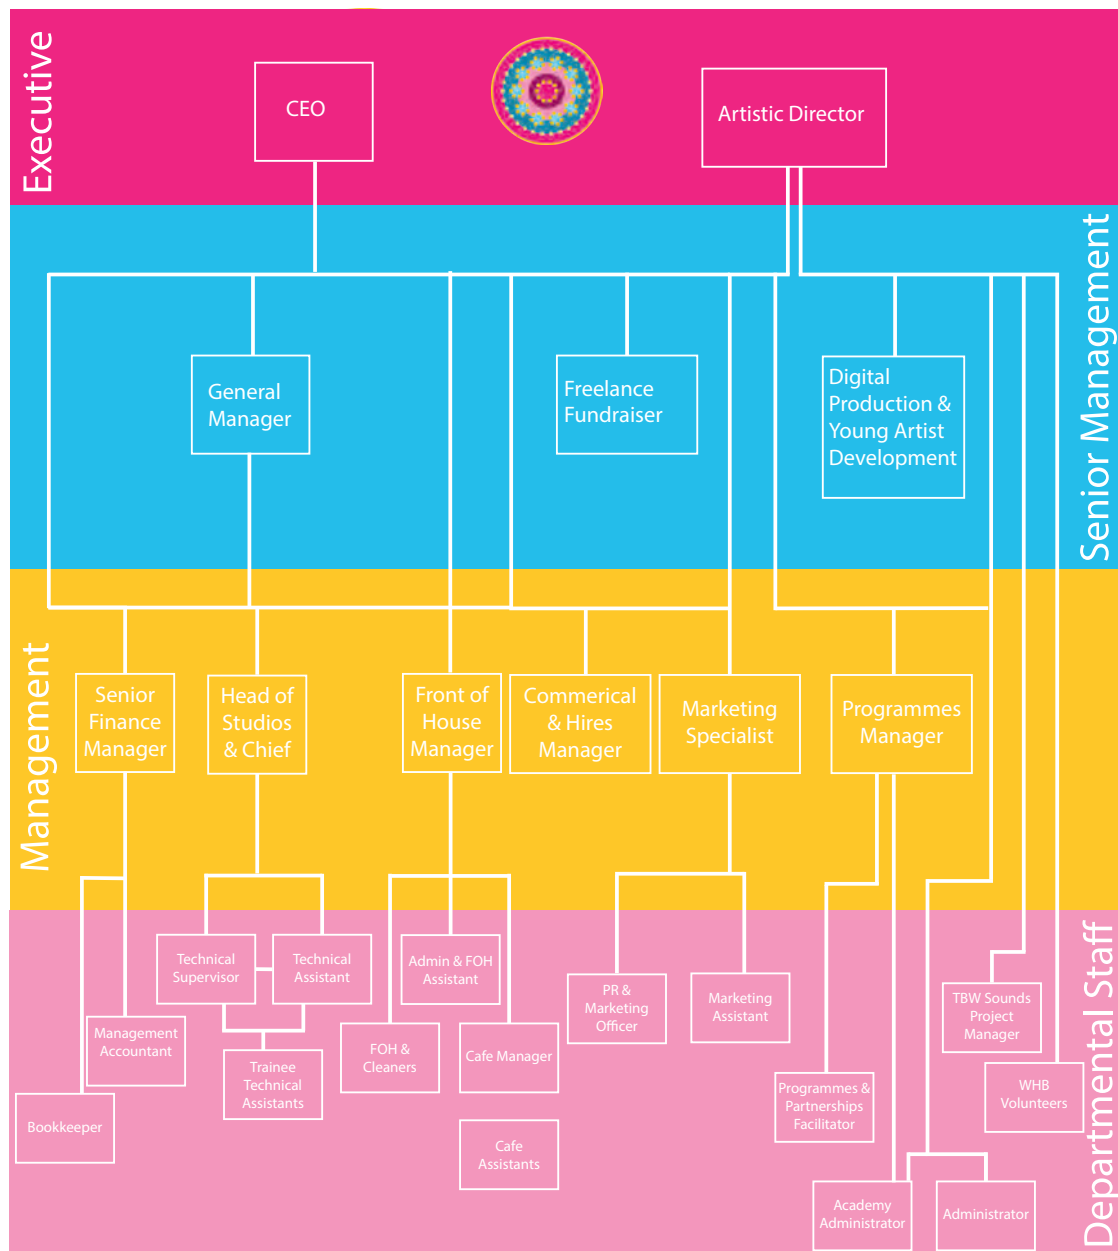 Executive
CEO
Artistic Director
Senior Management
General
Manager
Freelance
Fundraiser
Digital
Production &
Young Artist
Development
Management
Senior
Finance
Manager
Head of
Studios
& Chief
Front of
House
Manager
Commerical
& Hires
Manager
Marketing
Specialist
Programmes
Manager
Departmental Staff
Technical
Supervisor
Technical
Assistant
Admin & FOH
Assistant
PR &
Marketing
Officer
Marketing
Assistant
TBW Sounds
Project
Manager
Management
Accountant
Trainee
Technical
Assistants
FOH &
Cleaners
Cafe Manager
Programmes &
Partnerships
Facilitator
WHB
Volunteers
Bookkeeper
Cafe
Assistants
Academy
Administrator
Administrator